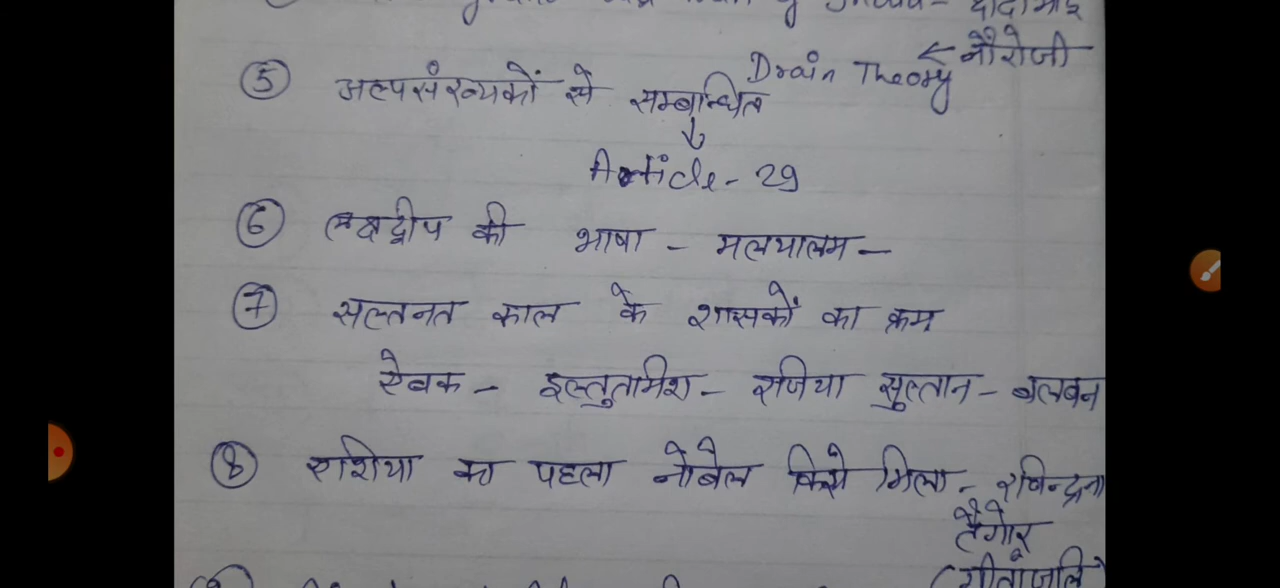 दादाभाई
Drain Theory ← नौरोजी
⑤ अल्पसंख्यकों से सम्बन्धित
↓
Article - 29
⑥ लक्षद्वीप की भाषा - मलयालम -
⑦ सल्तनत काल के शासकों का क्रम
ऐबक - इल्तुतमिश - रजिया सुल्तान - बलबन
⑧ एशिया का पहला नोबेल किसे मिला - रविन्द्रना
टैगोर
(गीतांजलि